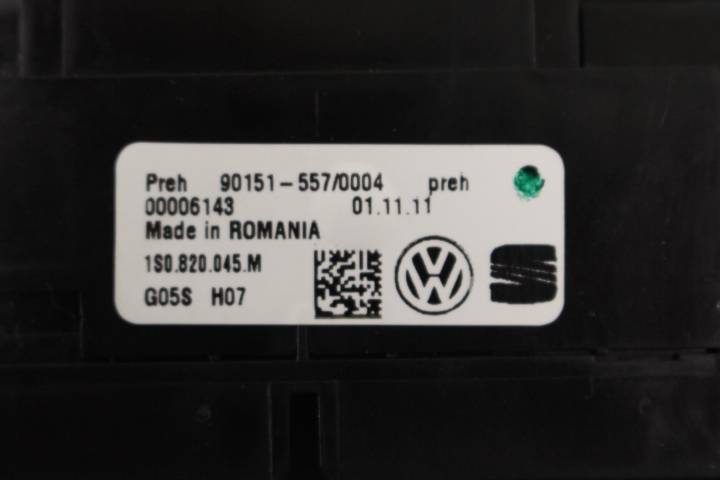 Preh 90151-557/0004 preh
00006143 01.11.11
Made in ROMANIA
1S0.820.045.M
G05S H07